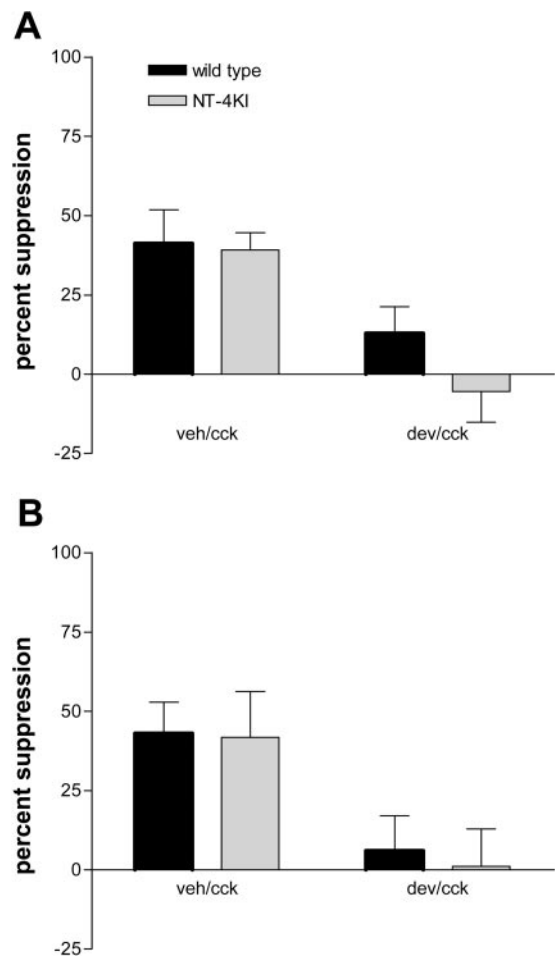 A
100
wild type
NT-4KI
75
50
25
0
-25
percent suppression
veh/cck
dev/cck
B
100
75
50
25
0
-25
percent suppression
veh/cck
dev/cck